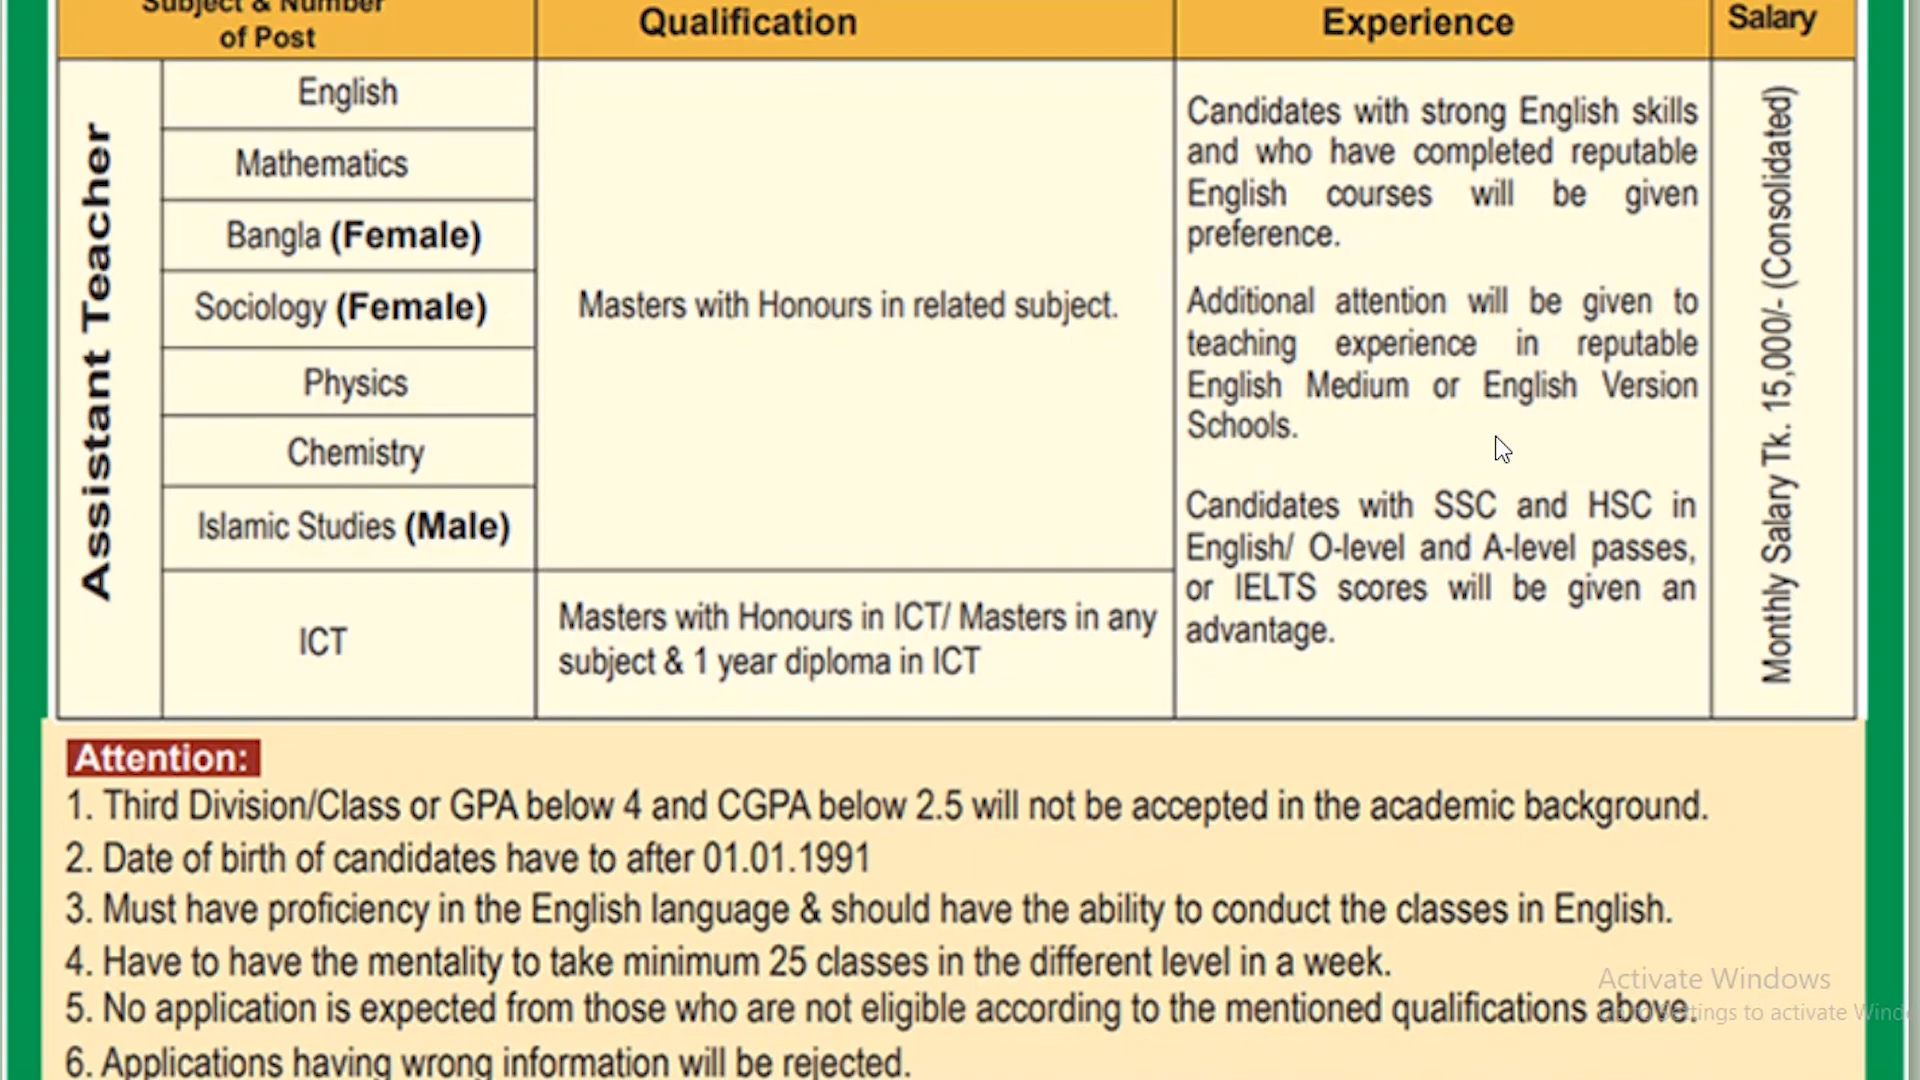 Subject & Number
of Post
Qualification
Experience
Salary
Assistant Teacher
English
Mathematics
Bangla (Female)
Sociology (Female)
Physics
Chemistry
Islamic Studies (Male)
ICT
Masters with Honours in related subject.
Masters with Honours in ICT/ Masters in any
subject & 1 year diploma in ICT
Candidates with strong English skills
and who have completed reputable
English courses will be given
preference.
Additional attention will be given to
teaching experience in reputable
English Medium or English Version
Schools.
Candidates with SSC and HSC in
English/ O-level and A-level passes,
or IELTS scores will be given an
advantage.
Monthly Salary Tk. 15,000/- (Consolidated)
Attention:
1. Third Division/Class or GPA below 4 and CGPA below 2.5 will not be accepted in the academic background.
2. Date of birth of candidates have to after 01.01.1991
3. Must have proficiency in the English language & should have the ability to conduct the classes in English.
4. Have to have the mentality to take minimum 25 classes in the different level in a week.
5. No application is expected from those who are not eligible according to the mentioned qualifications above.
6. Applications having wrong information will be rejected.
Activate Windows
to activate